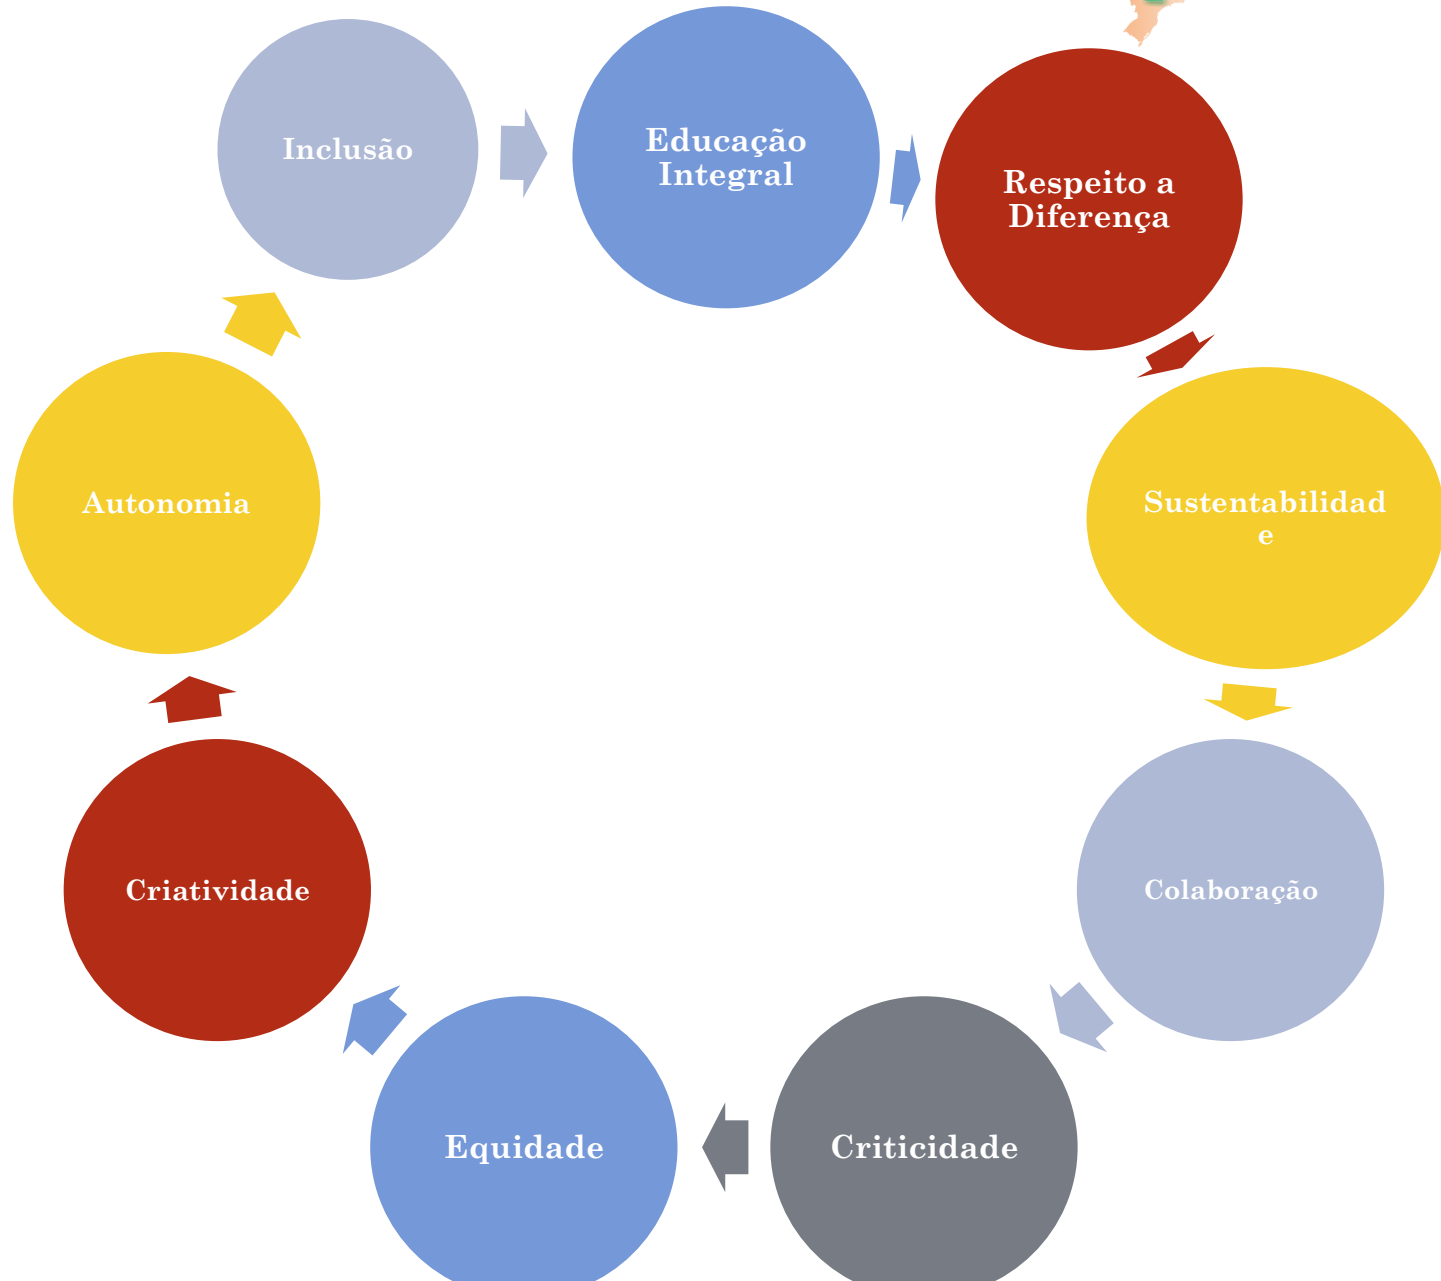 Inclusão
Educação
Integral
Respeito a
Diferença
Autonomia
Sustentabilidad
e
Criatividade
Colaboração
Equidade
Criticidade